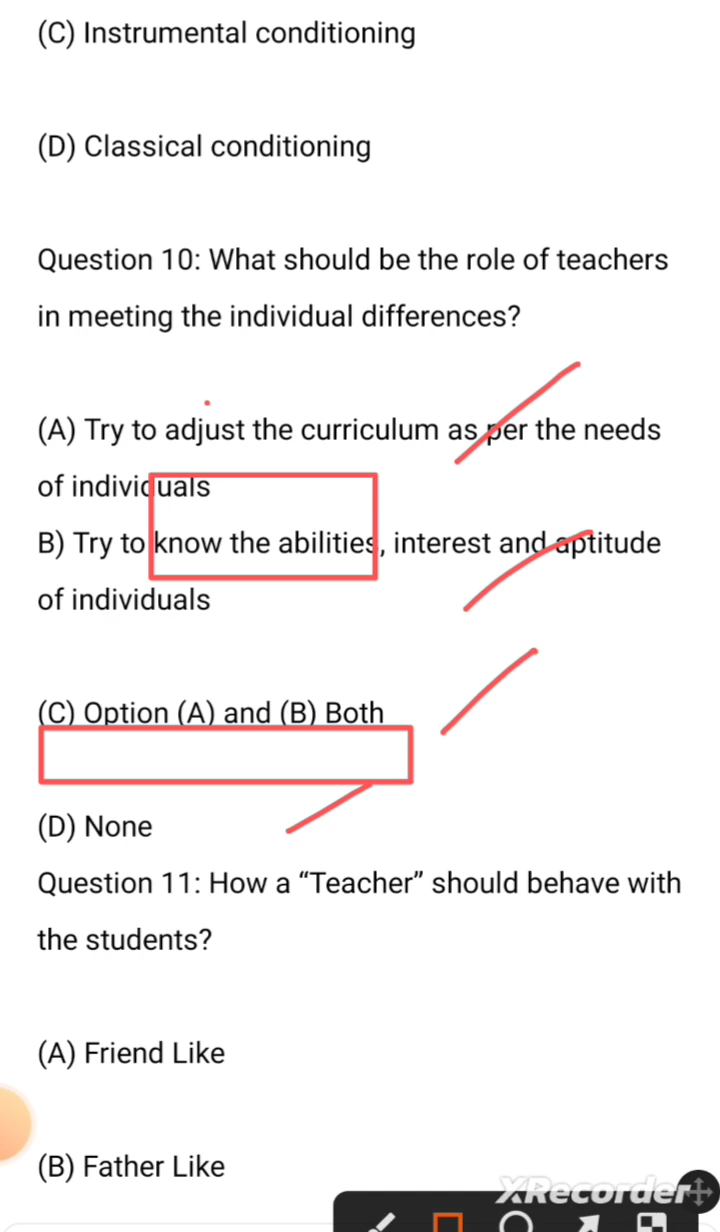 (C) Instrumental conditioning
(D) Classical conditioning
Question 10: What should be the role of teachers
in meeting the individual differences?
(A) Try to adjust the curriculum as per the needs
of individuals
B) Try to know the abilities, interest and aptitude
of individuals
(C) Option (A) and (B) Both
(D) None
Question 11: How a “Teacher” should behave with
the students?
(A) Friend Like
(B) Father Like
XRecorder